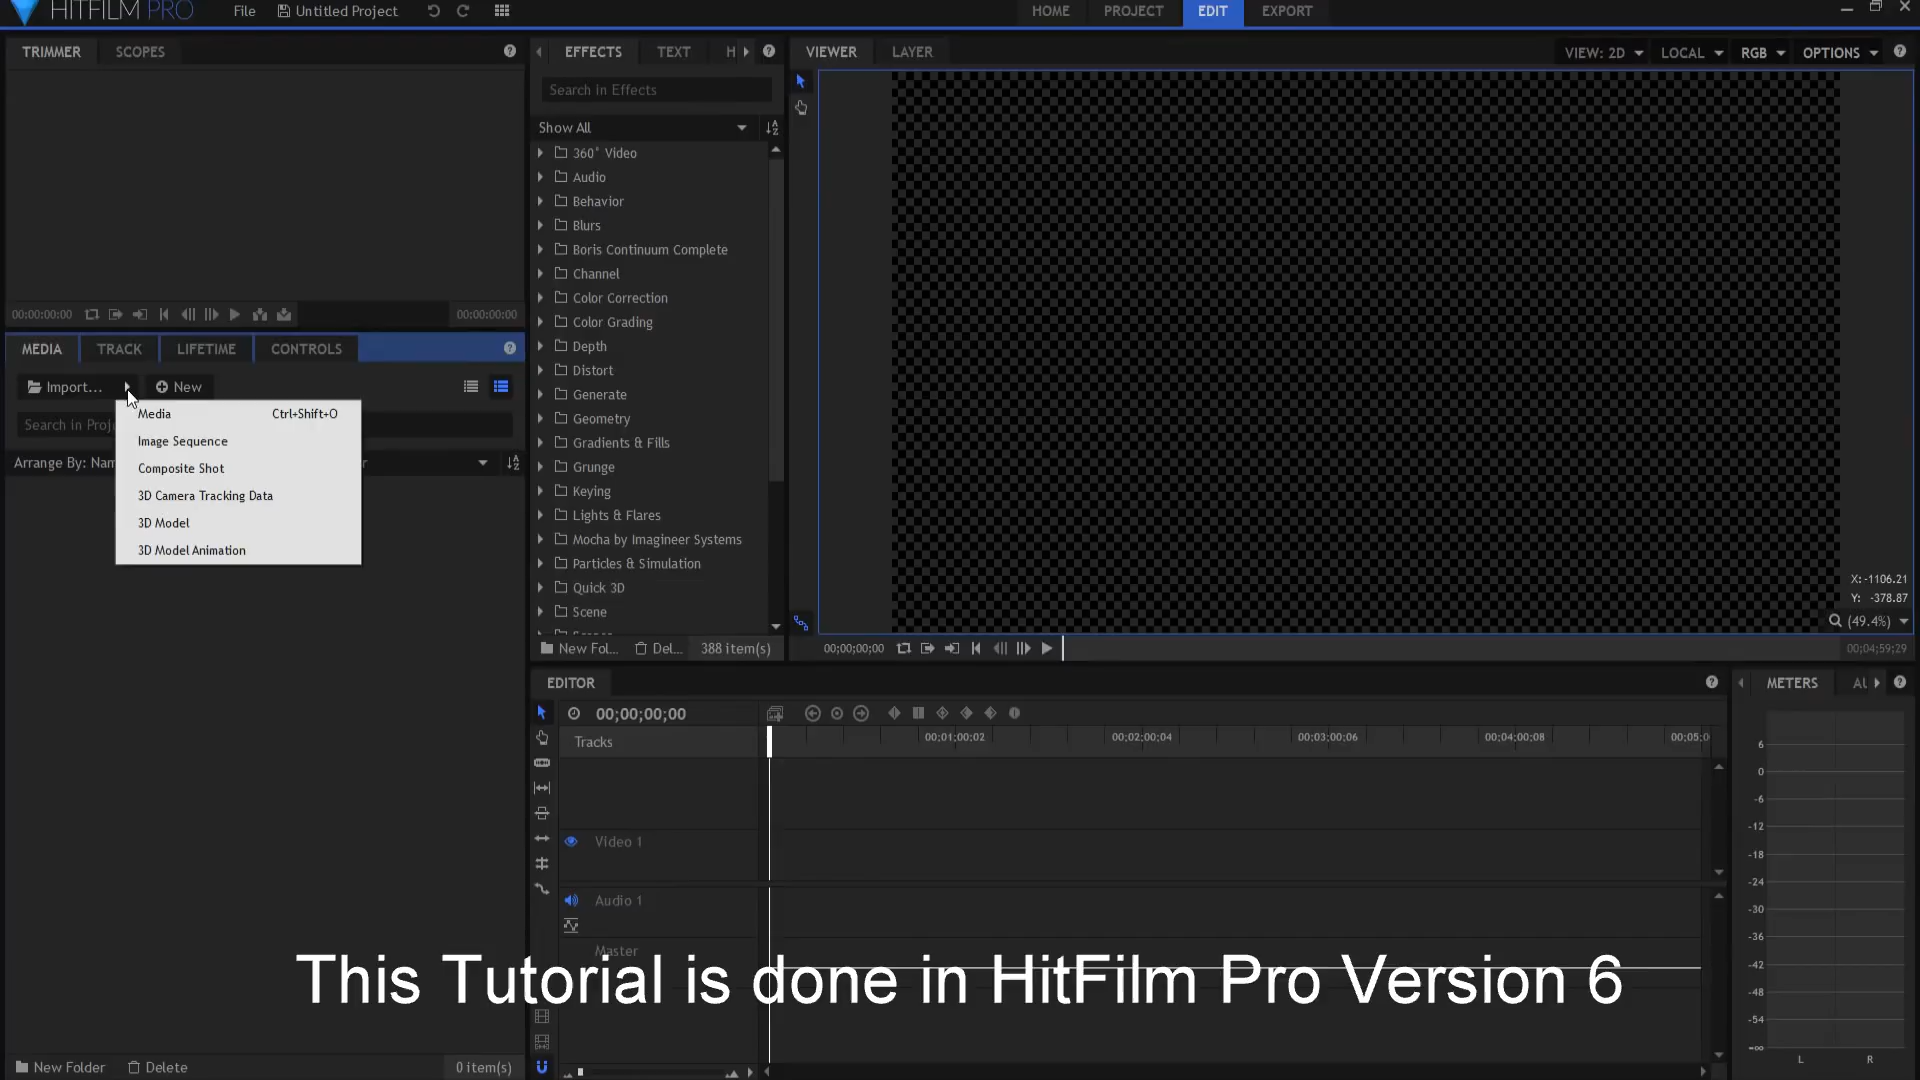 HITFILM PRO
File
Untitled Project
HOME
PROJECT
EDIT
EXPORT
TRIMMER
SCOPES
EFFECTS
TEXT
H
VIEWER
LAYER
VIEW: 2D
LOCAL
RGB
OPTIONS
Search in Effects
Show All
360° Video
Audio
Behavior
Blurs
Boris Continuum Complete
Channel
Color Correction
Color Grading
Depth
Distort
Generate
Geometry
Gradients & Fills
Grunge
Keying
Lights & Flares
Mocha by Imagineer Systems
Particles & Simulation
Quick 3D
Scene
New Fol...
Del...
388 item(s)
00:00:00:00
00:00:00:00
MEDIA
TRACK
LIFETIME
CONTROLS
Import...
New
Search in Proj
Arrange By: Nam
r
Media Ctrl+Shift+O
Image Sequence
Composite Shot
3D Camera Tracking Data
3D Model
3D Model Animation
X: -1106.21
Y: -378.87
(49.4%)
00;00;00;00
00;04;59;29
EDITOR
00;00;00;00
Tracks
00;01;00;02
00;02;00;04
00;03;00;06
00;04;00;08
00;05;0
Video 1
Audio 1
Master
METERS
AU
6
0
-6
-12
-18
-24
-30
-36
-42
-48
-54
-∞
L
R
This Tutorial is done in HitFilm Pro Version 6
New Folder
Delete
0 item(s)